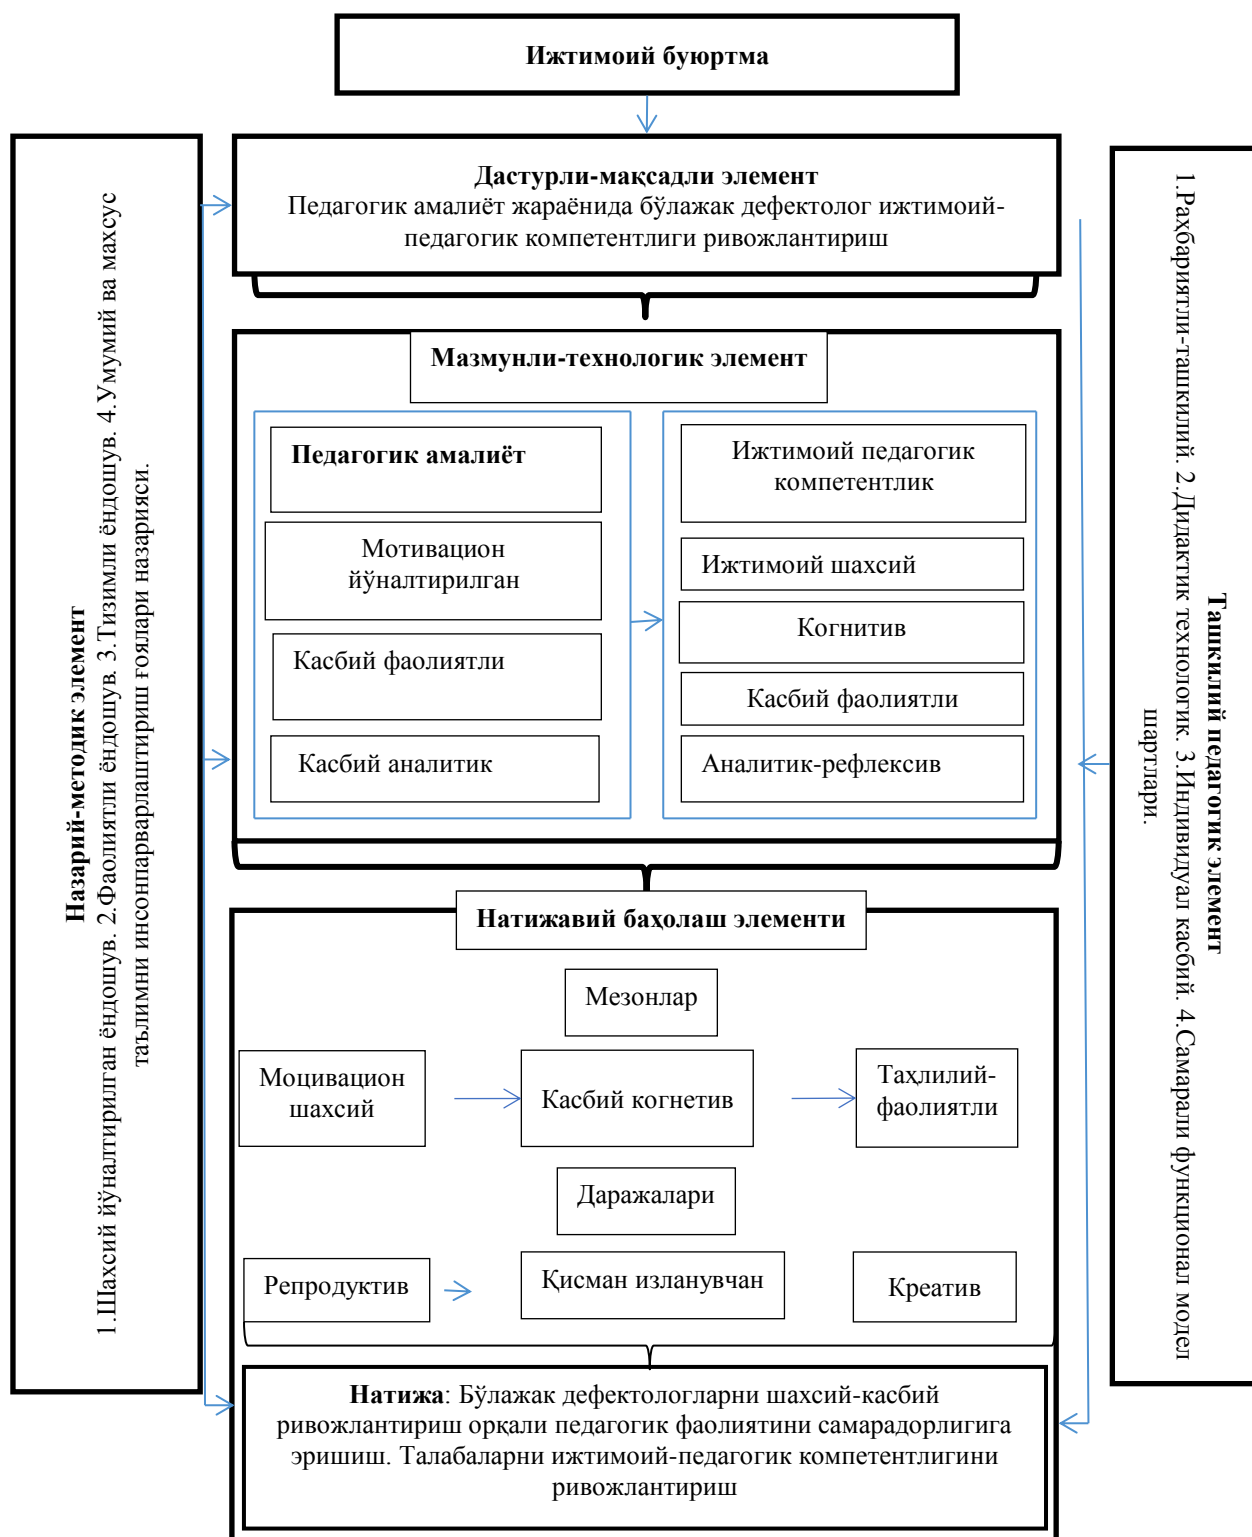 Ижтимоий буюртма
Дастурли-мақсадли элемент
Педагогик амалиёт жараёнида бўлажак дефектолог ижтимоий-
педагогик компетентлиги ривожлантириш
Назарий-методик элемент
1.Шахсий йўналтирилган ёндошув. 2.Фаолиятли ёндошув. 3.Тизимли ёндошув. 4.Умумий ва махсус
таълимни инсонпарварлаштириш ғоялари назарияси.
Мазмунли-технологик элемент
Педагогик амалиёт
Мотивацион
йўналтирилган
Касбий фаолиятли
Касбий аналитик
Ижтимоий педагогик
компетентлик
Ижтимоий шахсий
Когнитив
Касбий фаолиятли
Аналитик-рефлексив
Ташкилий педагогик элемент
1.Раҳбариятли-ташкилий. 2.Дидактик технологик. 3.Индивидуал касбий. 4.Самарали функционал модел
шартлари.
Натижавий баҳолаш элементи
Мезонлар
Моцивацион
шахсий
Касбий когнетив
Таҳлилий-
фаолиятли
Даражалари
Репродуктив
Қисман изланувчан
Креатив
Натижа: Бўлажак дефектологларни шахсий-касбий
ривожлантириш орқали педагогик фаолиятини самарадорлигига
эришиш. Талабаларни ижтимоий-педагогик компетентлигини
ривожлантириш